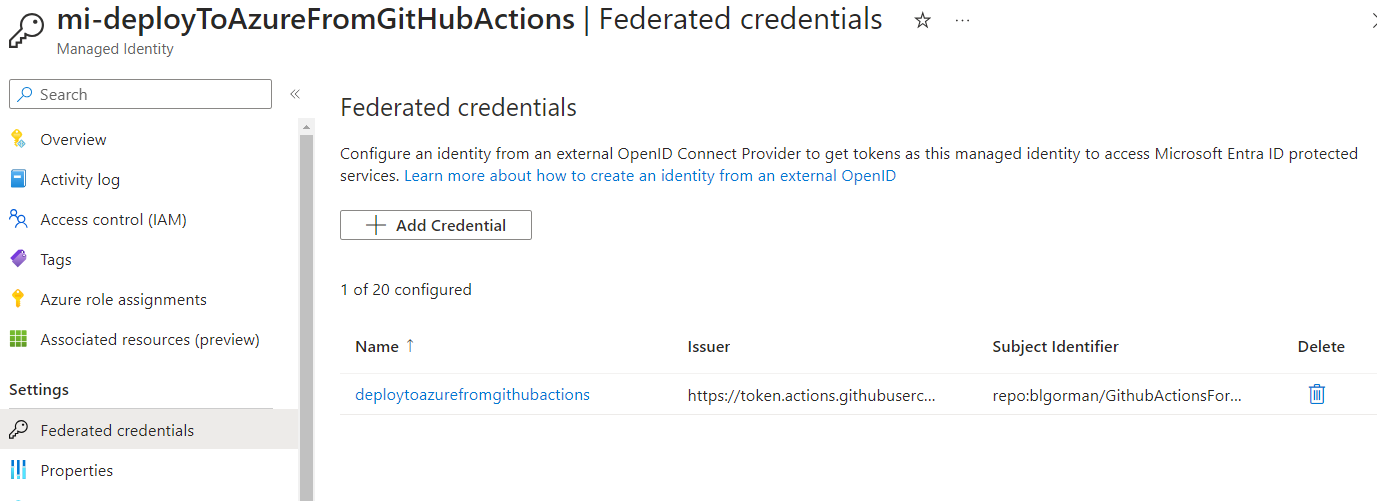 mi-deployToAzureFromGitHubActions | Federated credentials
Managed Identity
Search
Overview
Activity log
Access control (IAM)
Tags
Azure role assignments
Associated resources (preview)
Settings
Federated credentials
Properties
Federated credentials
Configure an identity from an external OpenID Connect Provider to get tokens as this managed identity to access Microsoft Entra ID protected
services. Learn more about how to create an identity from an external OpenID
Add Credential
1 of 20 configured
Name ↑ Issuer Subject Identifier Delete
deploytoazurefromgithubactions https://token.actions.githubuserc... repo:blgorman/GithubActionsFor...